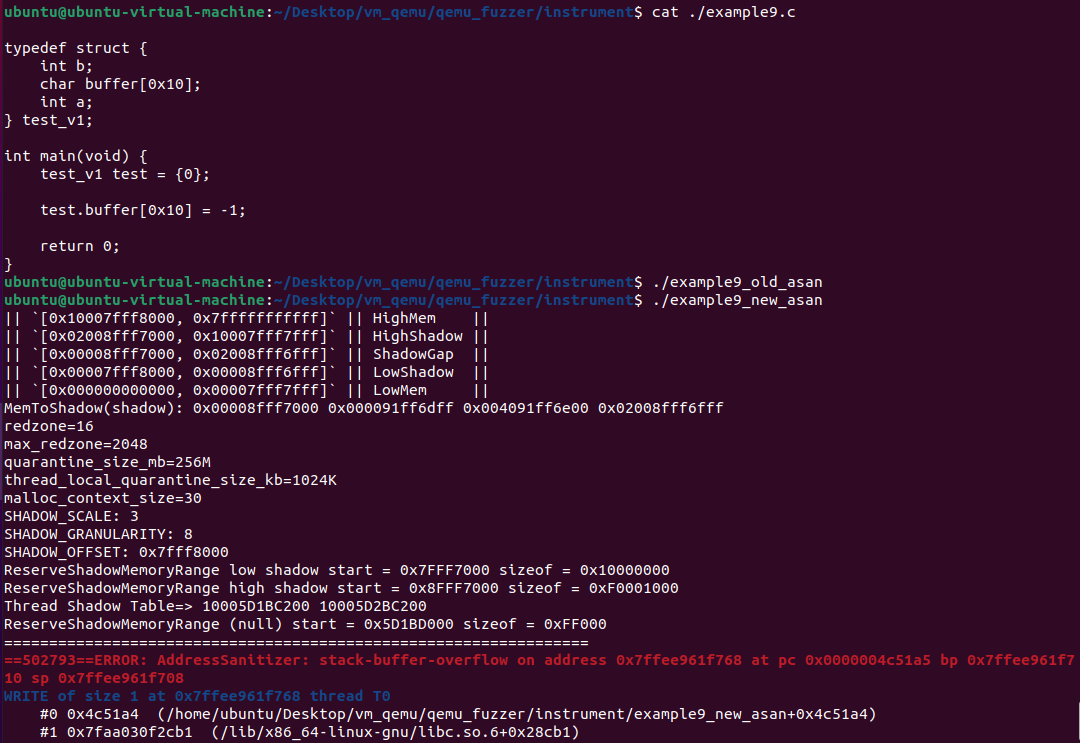 ubuntu@ubuntu-virtual-machine:~/Desktop/vm_qemu/qemu_fuzzer/instrument$ cat ./example9.c
typedef struct {
    int b;
    char buffer[0x10];
    int a;
} test_v1;
int main(void) {
    test_v1 test = {0};
    test.buffer[0x10] = -1;
    return 0;
}
ubuntu@ubuntu-virtual-machine:~/Desktop/vm_qemu/qemu_fuzzer/instrument$ ./example9_old_asan
ubuntu@ubuntu-virtual-machine:~/Desktop/vm_qemu/qemu_fuzzer/instrument$ ./example9_new_asan
|| `[0x10007fff8000, 0x7fffffffffff]` || HighMem    ||
|| `[0x02008fff7000, 0x10007fff7fff]` || HighShadow ||
|| `[0x00008fff7000, 0x02008fff6fff]` || ShadowGap  ||
|| `[0x00007fff8000, 0x00008fff6fff]` || LowShadow  ||
|| `[0x000000000000, 0x00007fff7fff]` || LowMem     ||
MemToShadow(shadow): 0x00008fff7000 0x000091ff6dff 0x004091ff6e00 0x02008fff6fff
redzone=16
max_redzone=2048
quarantine_size_mb=256M
thread_local_quarantine_size_kb=1024K
malloc_context_size=30
SHADOW_SCALE: 3
SHADOW_GRANULARITY: 8
SHADOW_OFFSET: 0x7fff8000
ReserveShadowMemoryRange low shadow start = 0x7FFF7000 sizeof = 0x10000000
ReserveShadowMemoryRange high shadow start = 0x8FFF7000 sizeof = 0xF0001000
Thread Shadow Table=> 10005D1BC200 10005D2BC200
ReserveShadowMemoryRange (null) start = 0x5D1BD000 sizeof = 0xFF000
=================================================================
==502793==ERROR: AddressSanitizer: stack-buffer-overflow on address 0x7ffee961f768 at pc 0x0000004c51a5 bp 0x7ffee961f7
10 sp 0x7ffee961f708
WRITE of size 1 at 0x7ffee961f768 thread T0
    #0 0x4c51a4  (/home/ubuntu/Desktop/vm_qemu/qemu_fuzzer/instrument/example9_new_asan+0x4c51a4)
    #1 0x7faa030f2cb1  (/lib/x86_64-linux-gnu/libc.so.6+0x28cb1)